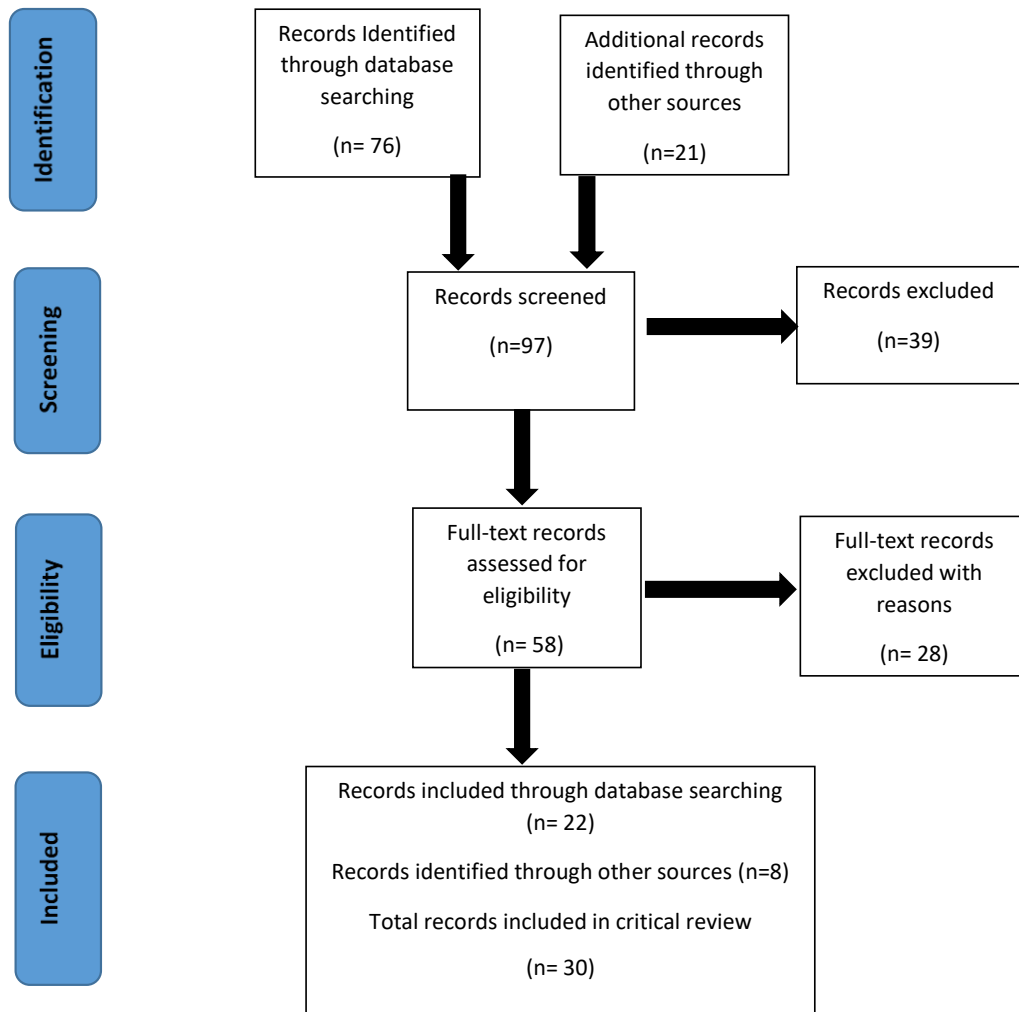 Identification
Records Identified
through database
searching
(n= 76)
Additional records
identified through
other sources
(n=21)
Screening
Records screened
(n=97)
Records excluded
(n=39)
Eligibility
Full-text records
assessed for
eligibility
(n= 58)
Full-text records
excluded with
reasons
(n= 28)
Included
Records included through database searching
(n= 22)
Records identified through other sources (n=8)
Total records included in critical review
(n= 30)